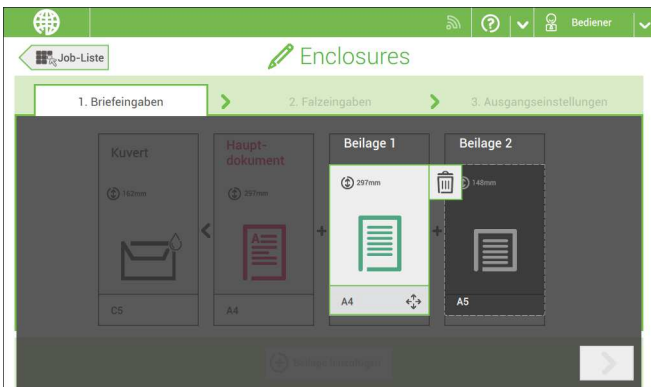 Bediener
Job-Liste
Enclosures
1. Briefeingaben
2. Falzeingaben
3. Ausgangseinstellungen
Kuvert
Haupt-
dokument
Beilage 1
Beilage 2
162mm
297mm
297mm
148mm
C5
A4
A4
A5